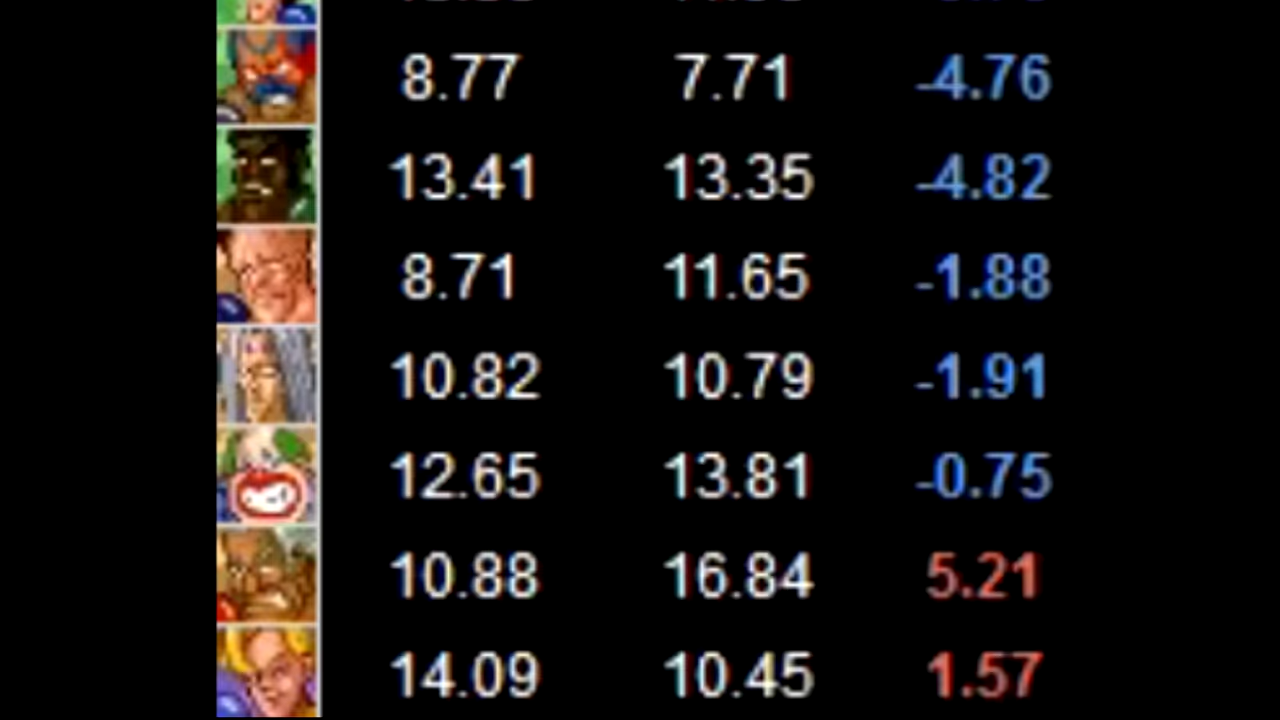 8.77 7.71 -4.76
13.41 13.35 -4.82
8.71 11.65 -1.88
10.82 10.79 -1.91
12.65 13.81 -0.75
10.88 16.84 5.21
14.09 10.45 1.57